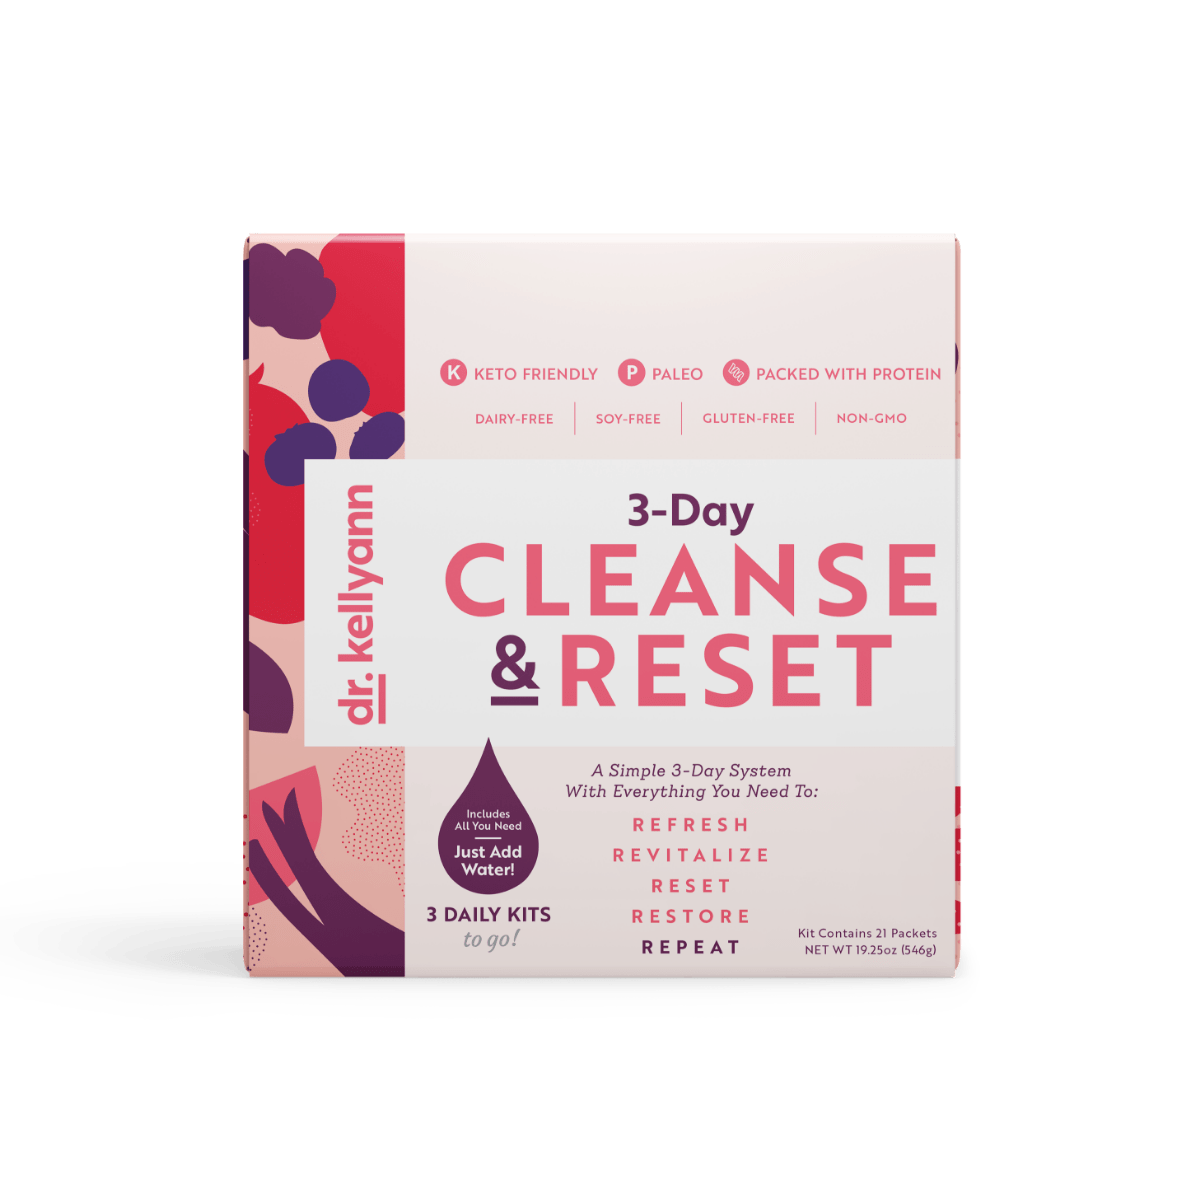 K KETO FRIENDLY P PALEO PACKED WITH PROTEIN
DAIRY-FREE SOY-FREE GLUTEN-FREE NON-GMO
dr. kellyann
3-Day
CLEANSE
& RESET
A Simple 3-Day System
With Everything You Need To:
REFRESH
REVITALIZE
RESET
RESTORE
REPEAT
Includes
All You Need
Just Add
Water!
3 DAILY KITS
to go!
Kit Contains 21 Packets
NET WT 19.25oz (546g)